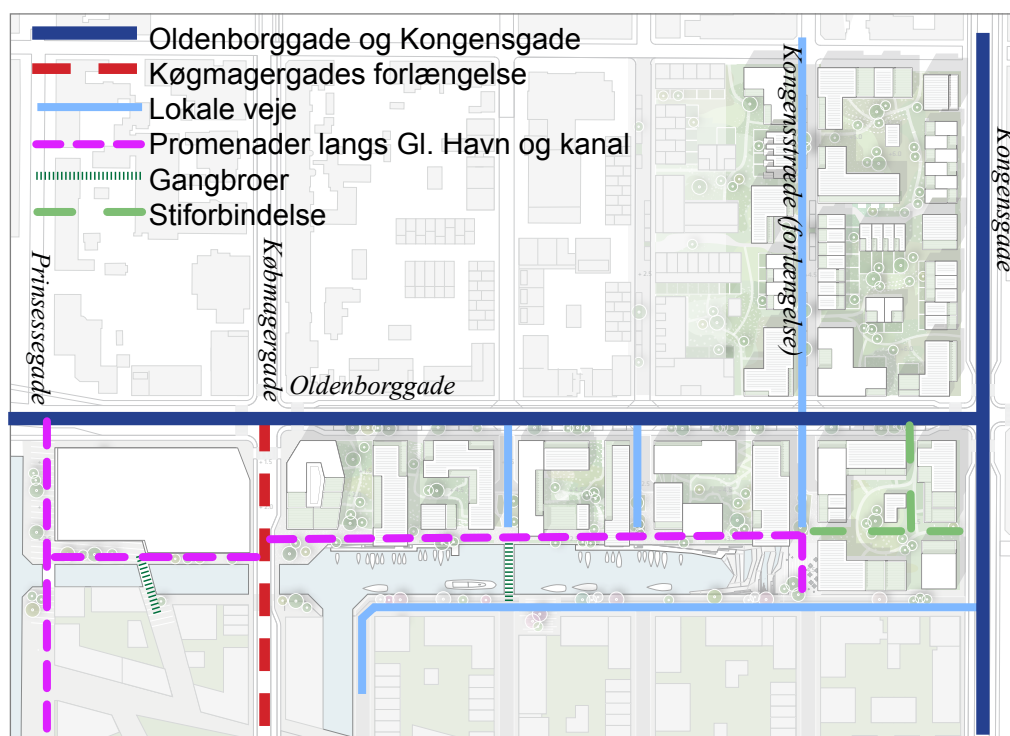 Oldenborggade og Kongensgade
Køgmagergades forlængelse
Lokale veje
Promenader langs Gl. Havn og kanal
Gangbroer
Stiforbindelse
Prinsessegade
Købmagergade
Oldenborggade
Kongensstræde (forlængelse)
Kongensgade